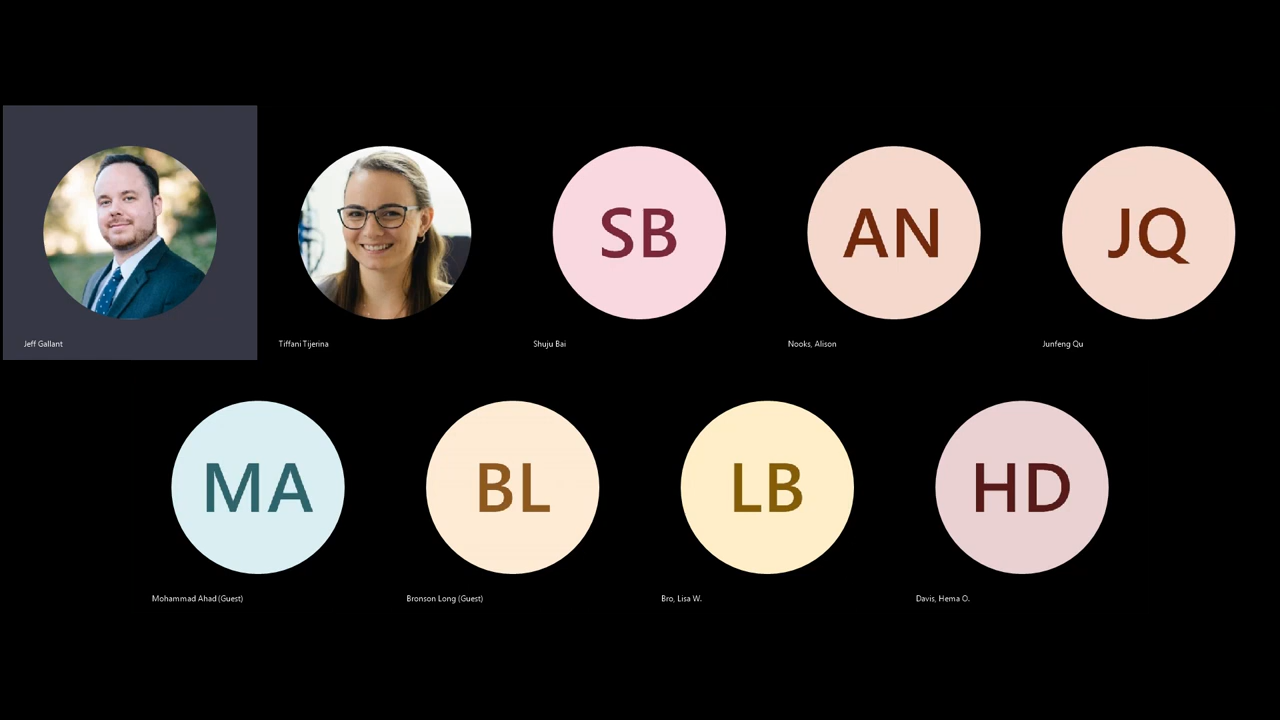 SB
AN
JQ
Jeff Gallant
Tiffani Tijerina
Shuju Bai
Nooks, Alison
Junfeng Qu
MA
BL
LB
HD
Mohammad Ahad (Guest)
Bronson Long (Guest)
Bro, Lisa W.
Davis, Hema O.